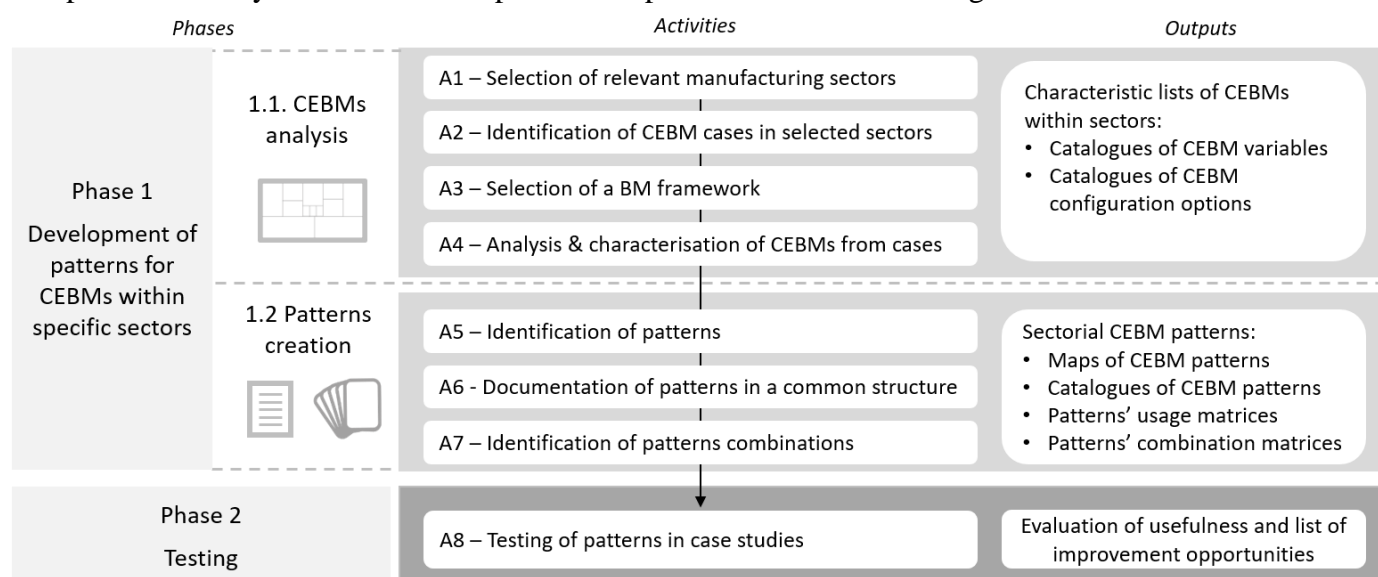 Phases
Activities
Outputs
Phase 1
Development of
patterns for
CEBMs within
specific sectors
1.1. CEBMs
analysis
A1 – Selection of relevant manufacturing sectors
A2 – Identification of CEBM cases in selected sectors
A3 – Selection of a BM framework
A4 – Analysis & characterisation of CEBMs from cases
Characteristic lists of CEBMs
within sectors:
• Catalogues of CEBM variables
• Catalogues of CEBM
configuration options
1.2 Patterns
creation
A5 – Identification of patterns
A6 - Documentation of patterns in a common structure
A7 – Identification of patterns combinations
Sectorial CEBM patterns:
• Maps of CEBM patterns
• Catalogues of CEBM patterns
• Patterns’ usage matrices
• Patterns’ combination matrices
Phase 2
Testing
A8 – Testing of patterns in case studies
Evaluation of usefulness and list of
improvement opportunities